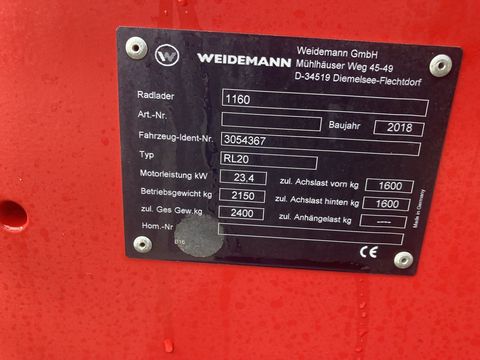 W WEIDEMANN
Weidemann GmbH
Mühlhäuser Weg 45-49
D-34519 Diemelsee-Flechtdorf
Radlader 1160
Art.-Nr. Baujahr 2018
Fahrzeug-Ident-Nr. 3054367
Typ RL20
Motorleistung kW 23,4 zul. Achslast vorn kg 1600
Betriebsgewicht kg 2150 zul. Achslast hinten kg 1600
zul. Ges Gew.kg 2400 zul. Anhängelast kg ----
Hom.-Nr
B16
CE
Made in Germany